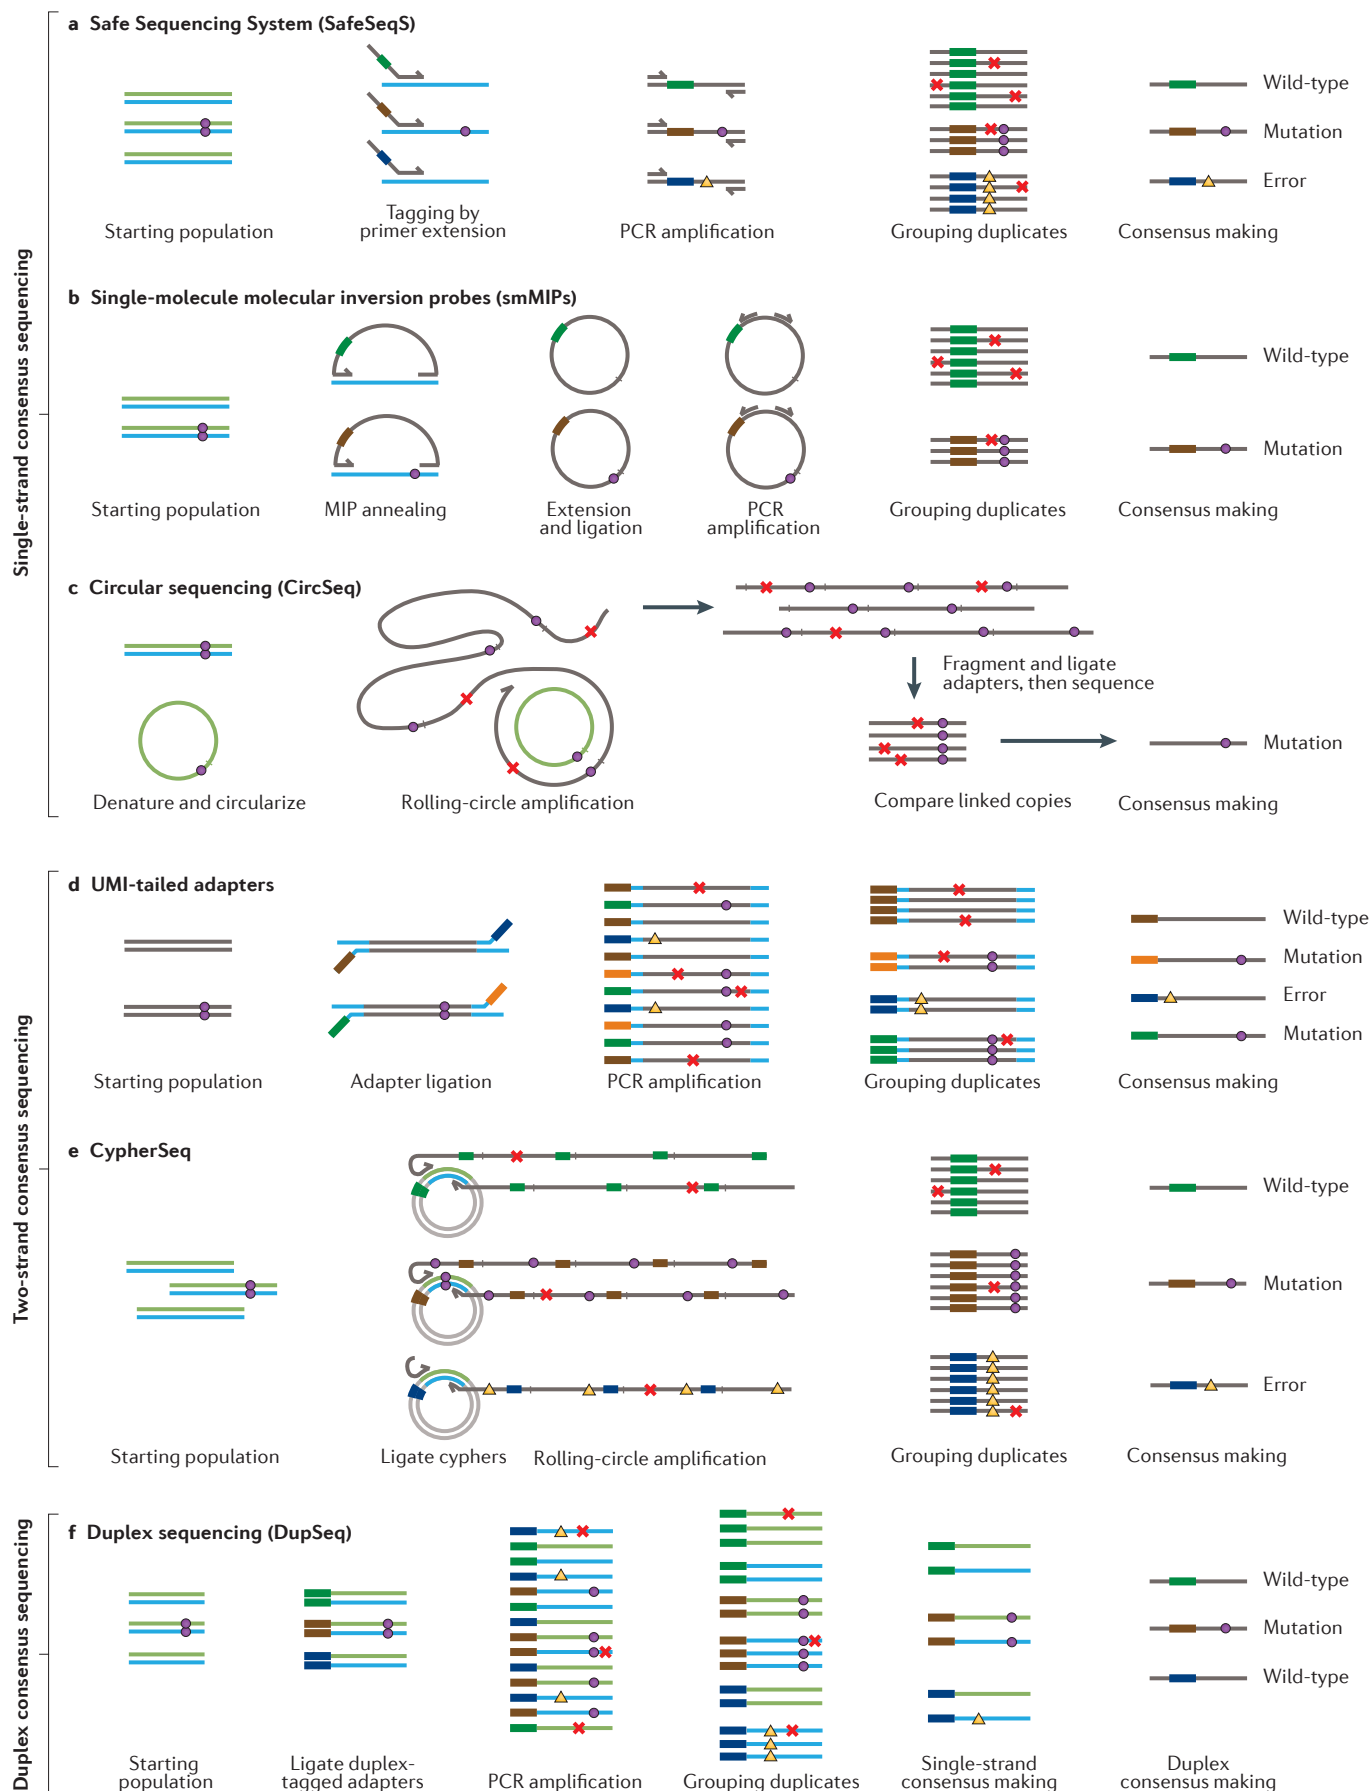 Single-strand consensus sequencing
a Safe Sequencing System (SafeSeqS)
Starting population
Tagging by
primer extension
PCR amplification
Grouping duplicates
Wild-type
Mutation
Error
Consensus making
b Single-molecule molecular inversion probes (smMIPs)
Starting population
MIP annealing
Extension
and ligation
PCR
amplification
Grouping duplicates
Wild-type
Mutation
Consensus making
c Circular sequencing (CircSeq)
Denature and circularize
Rolling-circle amplification
Fragment and ligate
adapters, then sequence
Compare linked copies
Mutation
Consensus making
Two-strand consensus sequencing
d UMI-tailed adapters
Starting population
Adapter ligation
PCR amplification
Grouping duplicates
Wild-type
Mutation
Error
Mutation
Consensus making
e CypherSeq
Starting population
Ligate cyphers
Rolling-circle amplification
Grouping duplicates
Wild-type
Mutation
Error
Consensus making
Duplex consensus sequencing
f Duplex sequencing (DupSeq)
Starting
population
Ligate duplex-
tagged adapters
PCR amplification
Grouping duplicates
Single-strand
consensus making
Wild-type
Mutation
Wild-type
Duplex
consensus making